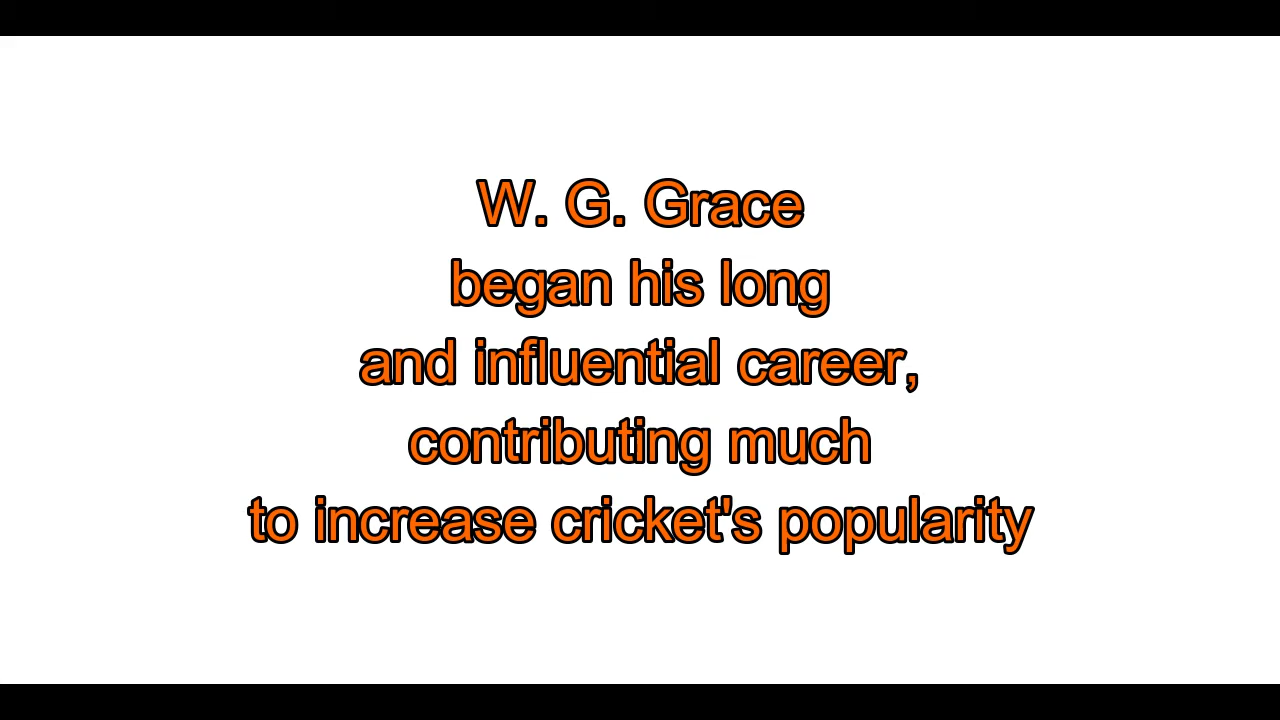 W. G. Grace
began his long
and influential career,
contributing much
to increase cricket's popularity